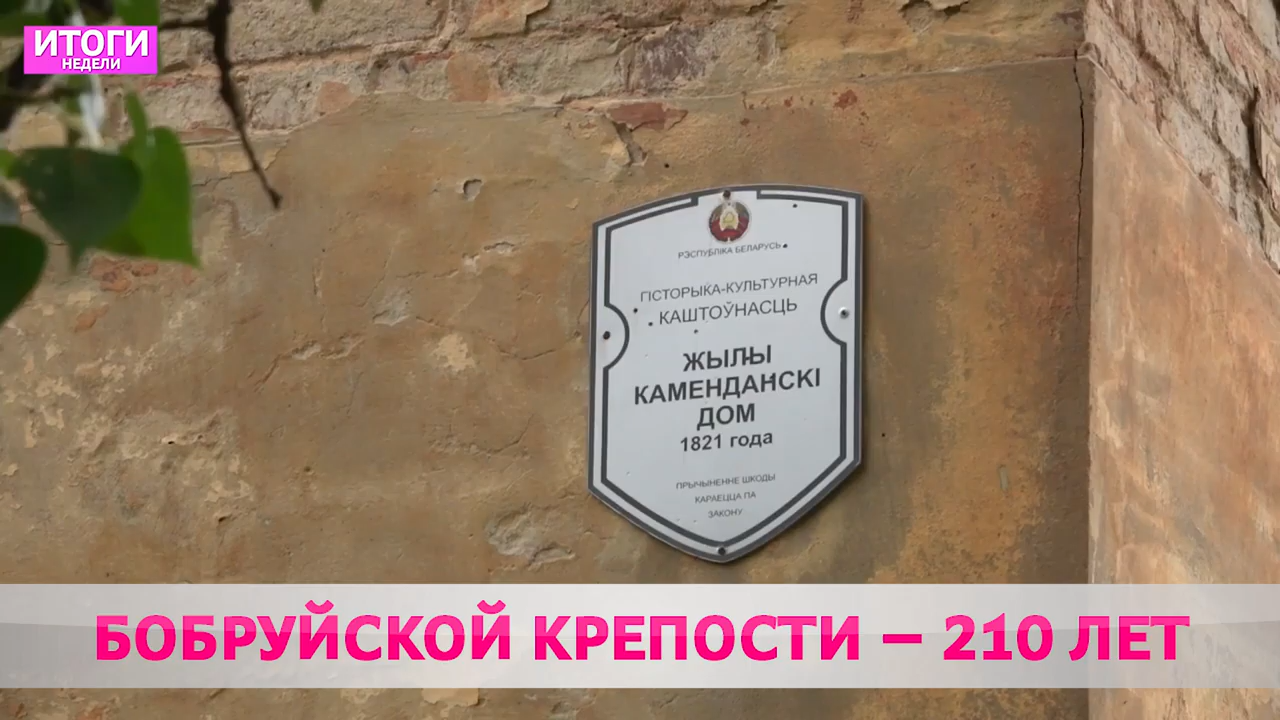 ИТОГИ
НЕДЕЛИ
РЭСПУБЛІКА БЕЛАРУСЬ
ГІСТОРЫКА-КУЛЬТУРНАЯ
КАШТОЎНАСЦЬ
ЖЫЛЫ
КАМЕНДАНСКІ
ДОМ
1821 года
ПРЫЧЫНЕННЕ ШКОДЫ
КАРАЕЦЦА ПА
ЗАКОНУ
БОБРУЙСКОЙ КРЕПОСТИ – 210 ЛЕТ